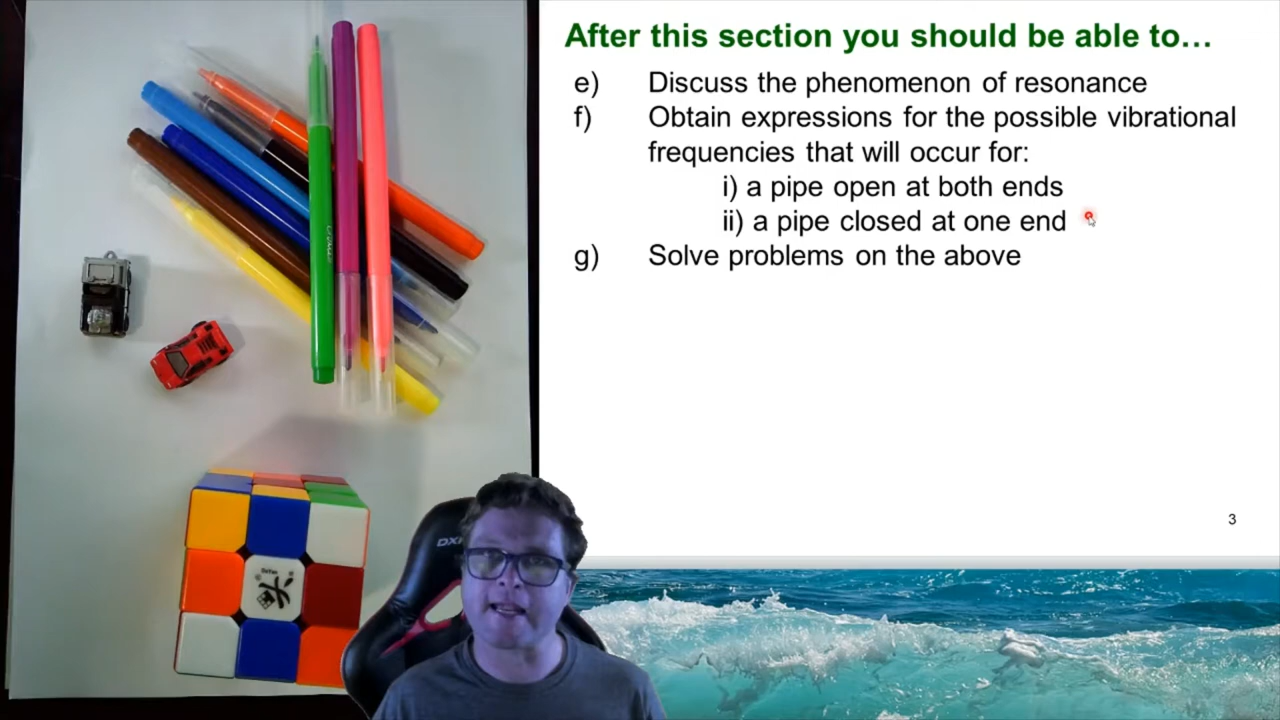 After this section you should be able to...
e) Discuss the phenomenon of resonance
f) Obtain expressions for the possible vibrational
frequencies that will occur for:
i) a pipe open at both ends
ii) a pipe closed at one end
g) Solve problems on the above
3